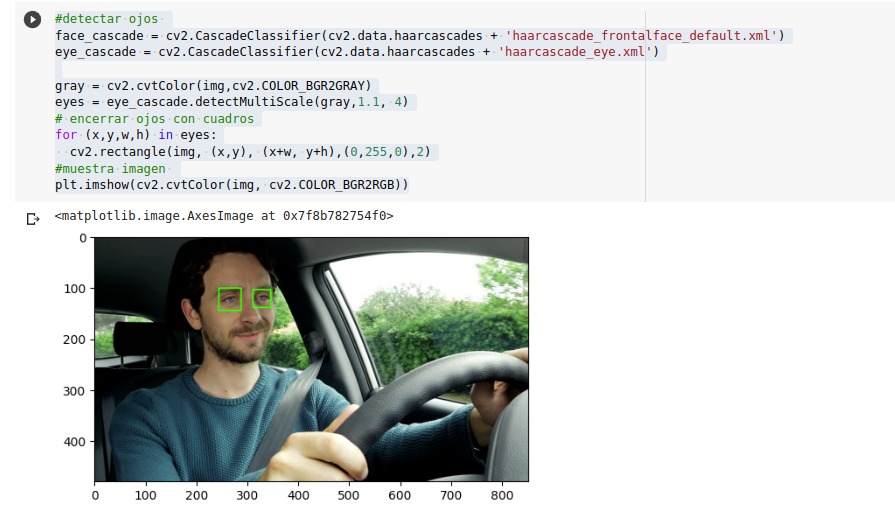 #detectar ojos
face_cascade = cv2.CascadeClassifier(cv2.data.haarcascades + 'haarcascade_frontalface_default.xml')
eye_cascade = cv2.CascadeClassifier(cv2.data.haarcascades + 'haarcascade_eye.xml')
gray = cv2.cvtColor(img,cv2.COLOR_BGR2GRAY)
eyes = eye_cascade.detectMultiScale(gray,1.1, 4)
# encerrar ojos con cuadros
for (x,y,w,h) in eyes:
  cv2.rectangle(img, (x,y), (x+w, y+h),(0,255,0),2)
#muestra imagen
plt.imshow(cv2.cvtColor(img, cv2.COLOR_BGR2RGB))
<matplotlib.image.AxesImage at 0x7f8b782754f0>
0
100
200
300
400
0 100 200 300 400 500 600 700 800